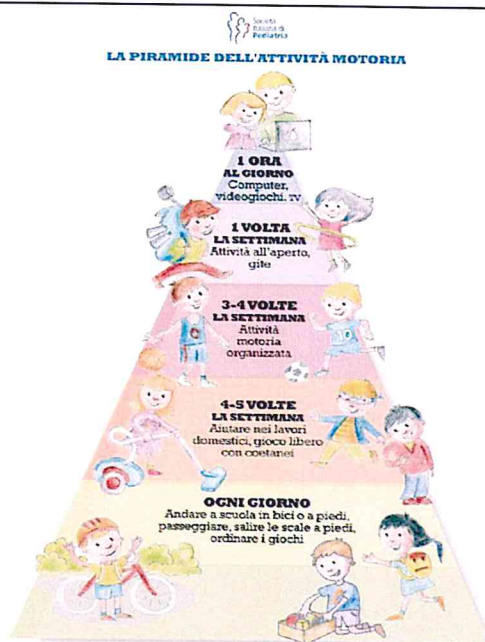 Società
Italiana di
Pediatria
LA PIRAMIDE DELL'ATTIVITÀ MOTORIA
1 ORA
AL GIORNO
Computer,
videogiochi, TV
1 VOLTA
LA SETTIMANA
Attività all'aperto,
gite
3-4 VOLTE
LA SETTIMANA
Attività
motoria
organizzata
4-5 VOLTE
LA SETTIMANA
Aiutare nei lavori
domestici, gioco libero
con coetanei
OGNI GIORNO
Andare a scuola in bici o a piedi,
passeggiare, salire le scale a piedi,
ordinare i giochi